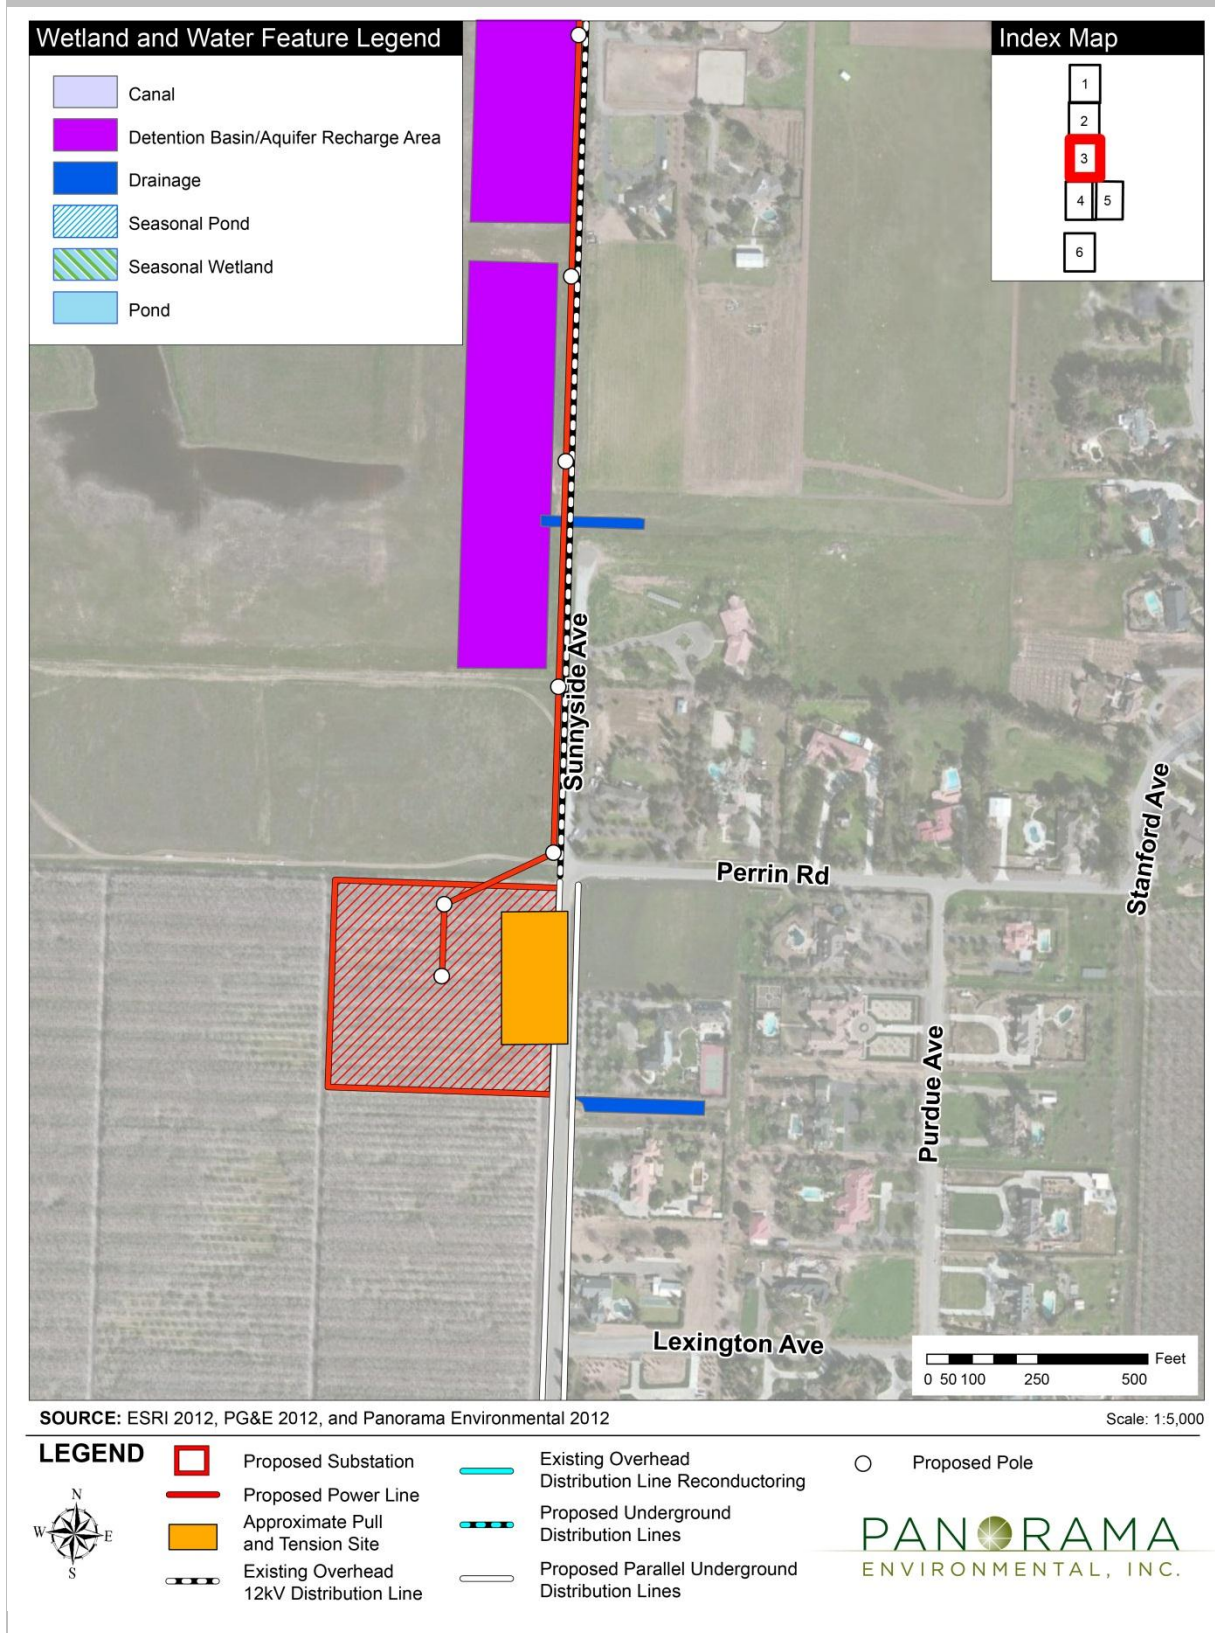 Wetland and Water Feature Legend
Canal
Detention Basin/Aquifer Recharge Area
Drainage
Seasonal Pond
Seasonal Wetland
Pond
Index Map
1
2
3
4 5
6
Sunnyside Ave
Perrin Rd
Stanford Ave
Purdue Ave
Lexington Ave
Feet
0 50 100 250 500
SOURCE: ESRI 2012, PG&E 2012, and Panorama Environmental 2012
Scale: 1:5,000
LEGEND
N
W E
S
Proposed Substation
Proposed Power Line
Approximate Pull
and Tension Site
Existing Overhead
12kV Distribution Line
Existing Overhead
Distribution Line Reconductoring
Proposed Underground
Distribution Lines
Proposed Parallel Underground
Distribution Lines
Proposed Pole
PANORAMA
ENVIRONMENTAL, INC.